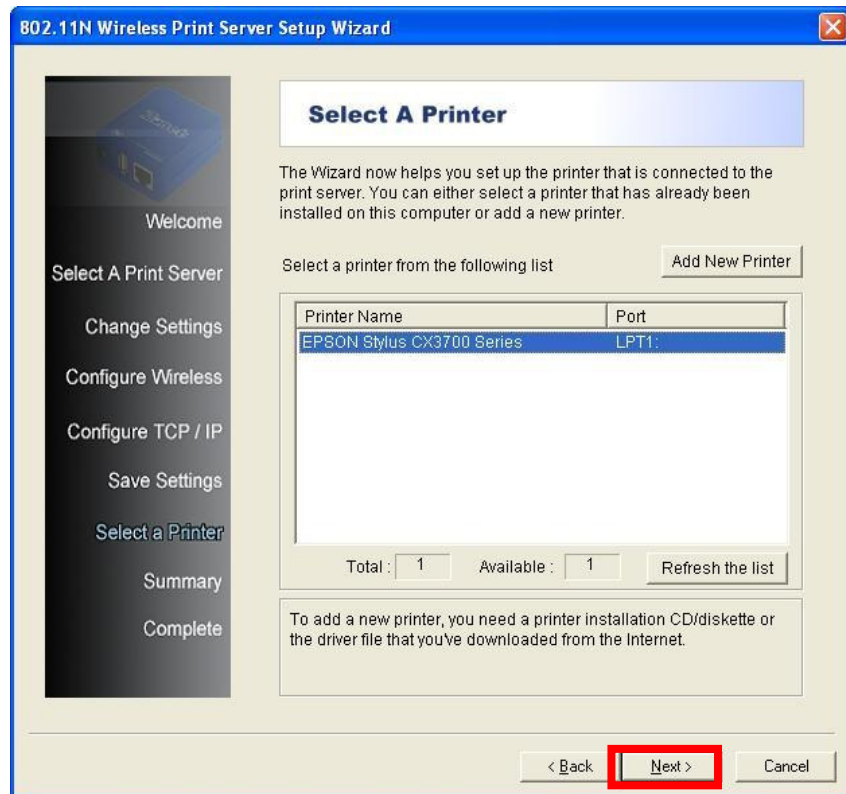 802.11N Wireless Print Server Setup Wizard
Welcome
Select A Print Server
Change Settings
Configure Wireless
Configure TCP / IP
Save Settings
Select a Printer
Summary
Complete
Select A Printer
The Wizard now helps you set up the printer that is connected to the
print server. You can either select a printer that has already been
installed on this computer or add a new printer.
Select a printer from the following list
Add New Printer
Printer Name Port
EPSON Stylus CX3700 Series LPT1:
Total : 1 Available : 1 Refresh the list
To add a new printer, you need a printer installation CD/diskette or
the driver file that you've downloaded from the Internet.
< Back Next > Cancel